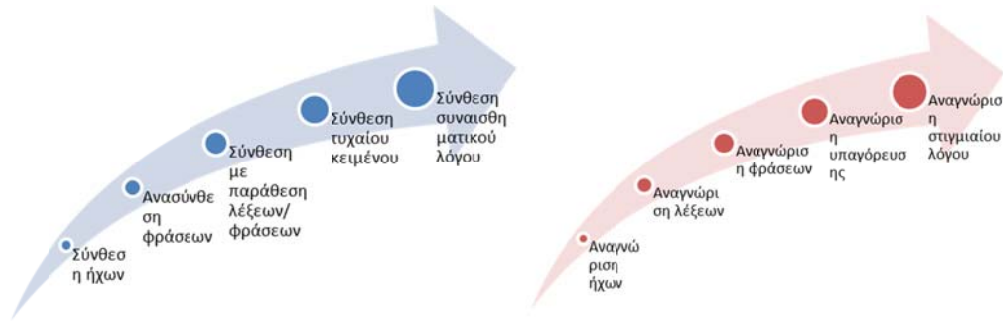 Σύνθεσ
η ήχων
Ανασύνθε
ση
φράσεων
Σύνθεση
με
παράθεση
λέξεων/
φράσεων
Σύνθεση
τυχαίου
κειμένου
Σύνθεση
συναισθη
ματικού
λόγου
Αναγνώ
ριση
ήχων
Αναγνώρι
ση λέξεων
Αναγνώρισ
η φράσεων
Αναγνώρισ
η
υπαγόρευσ
ης
Αναγνώρισ
η
στιγμιαίου
λόγου